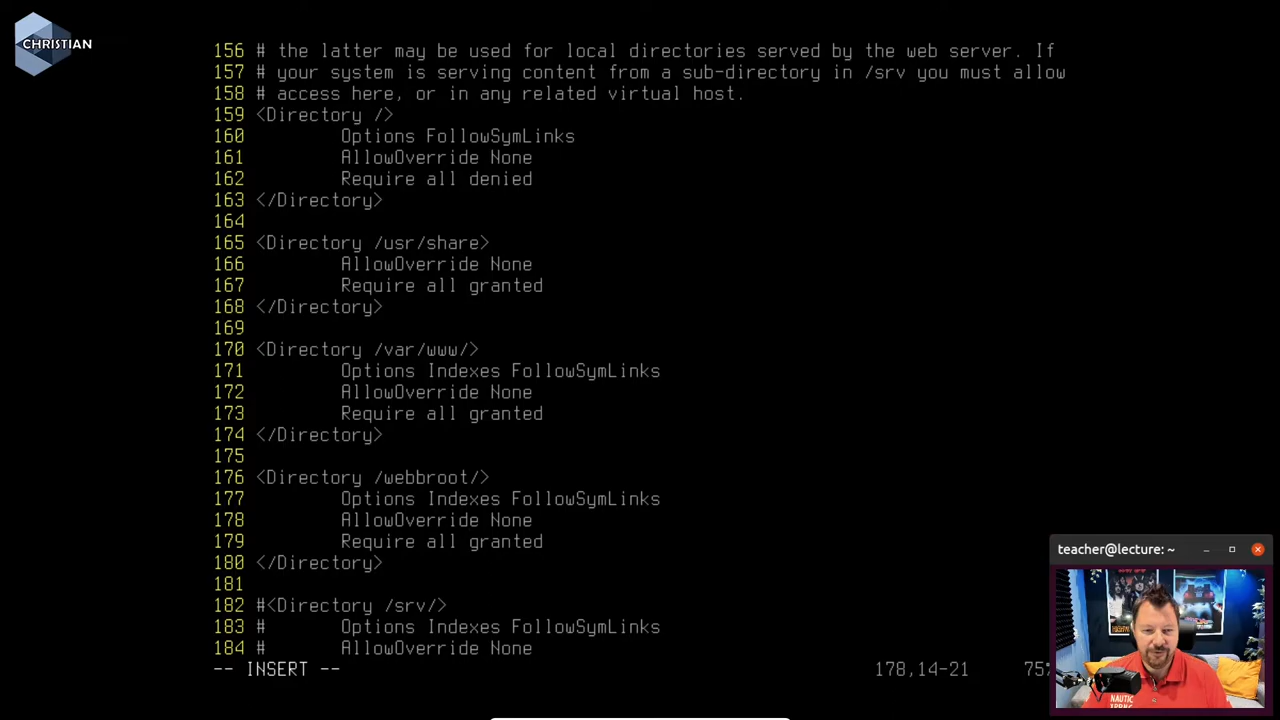 CHRISTIAN
156 # the latter may be used for local directories served by the web server. If
157 # your system is serving content from a sub-directory in /srv you must allow
158 # access here, or in any related virtual host.
159 <Directory />
160         Options FollowSymLinks
161         AllowOverride None
162         Require all denied
163 </Directory>
164
165 <Directory /usr/share>
166         AllowOverride None
167         Require all granted
168 </Directory>
169
170 <Directory /var/www/>
171         Options Indexes FollowSymLinks
172         AllowOverride None
173         Require all granted
174 </Directory>
175
176 <Directory /webbroot/>
177         Options Indexes FollowSymLinks
178         AllowOverride None
179         Require all granted
180 </Directory>
181
182 #<Directory /srv/>
183 #       Options Indexes FollowSymLinks
184 #       AllowOverride None
-- INSERT --                    178,14-21     75%
teacher@lecture: ~
NAUTIC